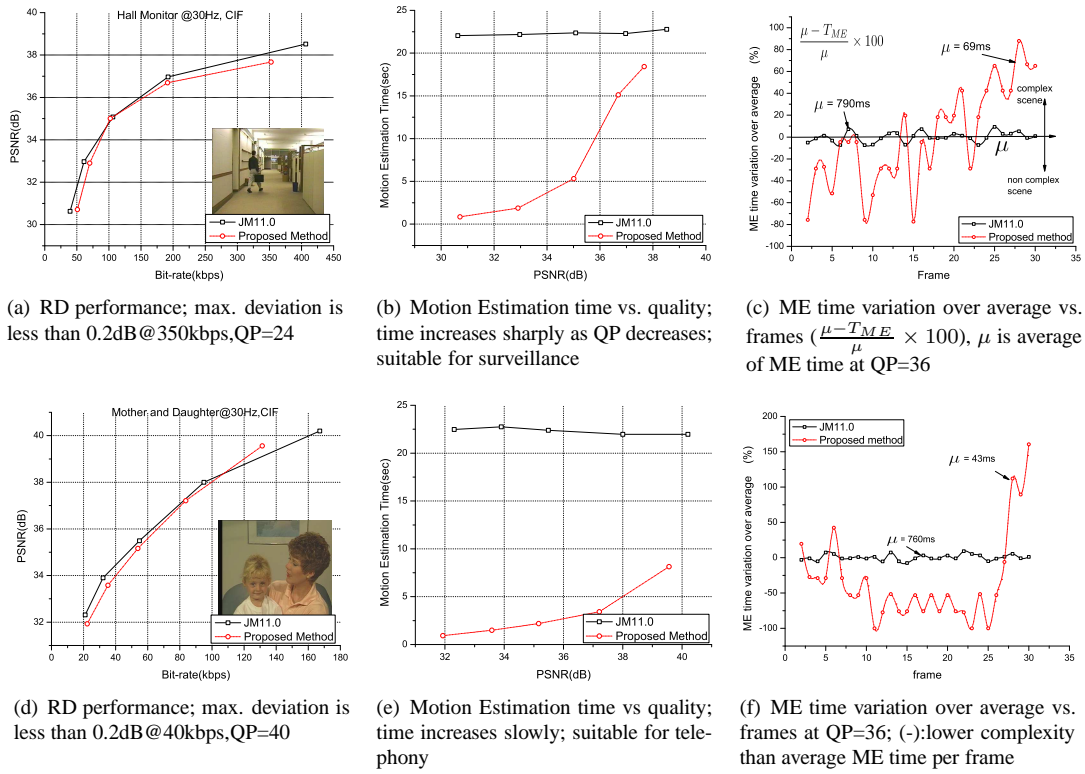 Hall Monitor @30Hz, CIF
40
38
36
34
32
30
PSNR(dB)
0 50 100 150 200 250 300 350 400 450
Bit-rate(kbps)
JM11.0
Proposed Method
25
20
15
10
5
0
Motion Estimation Time(sec)
30 32 34 36 38 40
PSNR(dB)
JM11.0
Proposed Method
100
80
60
40
20
0
-20
-40
-60
-80
-100
ME time variation over average (%)
μ − T_ME / μ × 100
μ = 790ms
μ = 69ms
complex scene
μ
non complex scene
JM11.0
Proposed method
0 5 10 15 20 25 30 35
Frame
(a) RD performance; max. deviation is
less than 0.2dB@350kbps,QP=24
(b) Motion Estimation time vs. quality;
time increases sharply as QP decreases;
suitable for surveillance
(c) ME time variation over average vs.
frames (μ−T_ME / μ × 100), μ is average
of ME time at QP=36
Mother and Daughter@30Hz,CIF
40
38
36
34
32
PSNR(dB)
0 20 40 60 80 100 120 140 160 180
Bit-rate(kbps)
JM11.0
Proposed Method
25
20
15
10
5
0
Motion Estimation Time(sec)
32 34 36 38 40
PSNR(dB)
JM11.0
Proposed Method
200
150
100
50
0
-50
-100
ME time variation over average (%)
JM11.0
Proposed method
μ = 43ms
μ = 760ms
0 5 10 15 20 25 30 35
frame
(d) RD performance; max. deviation is
less than 0.2dB@40kbps,QP=40
(e) Motion Estimation time vs quality;
time increases slowly; suitable for tele-
phony
(f) ME time variation over average vs.
frames at QP=36; (-):lower complexity
than average ME time per frame